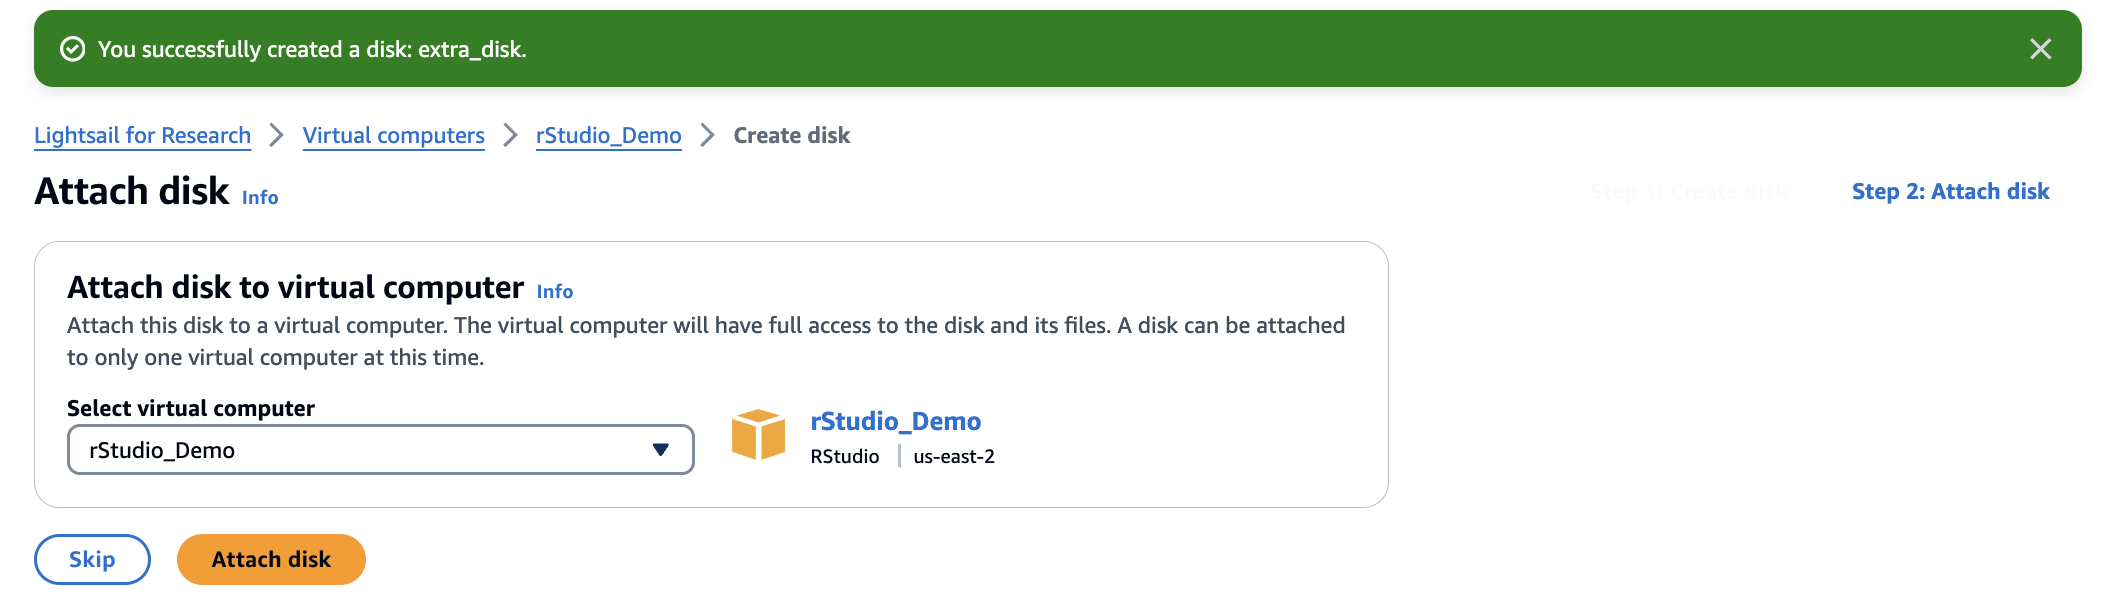 You successfully created a disk: extra_disk.
Lightsail for Research > Virtual computers > rStudio_Demo > Create disk
Attach disk Info
Step 1: Create disk
Step 2: Attach disk
Attach disk to virtual computer Info
Attach this disk to a virtual computer. The virtual computer will have full access to the disk and its files. A disk can be attached
to only one virtual computer at this time.
Select virtual computer
rStudio_Demo
rStudio_Demo
RStudio | us-east-2
Skip
Attach disk